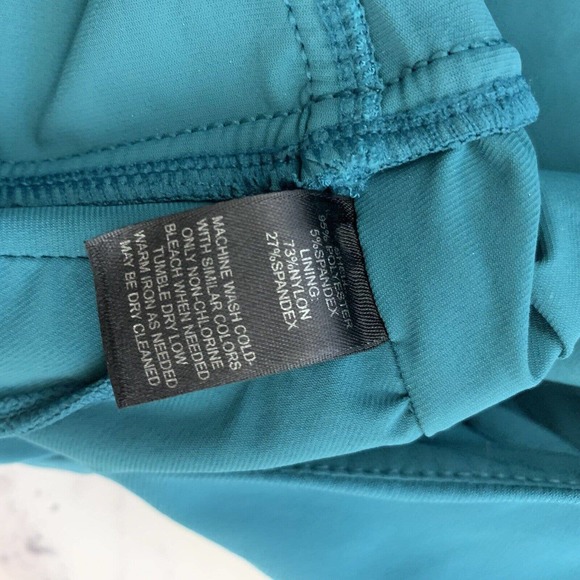 95% POLYESTER
5%SPANDEX
LINING:
73%NYLON
27%SPANDEX
MACHINE WASH COLD
WITH SIMILAR COLORS
ONLY NON-CHLORINE
BLEACH WHEN NEEDED
TUMBLE DRY LOW
WARM IRON AS NEEDED
MAY BE DRY CLEANED